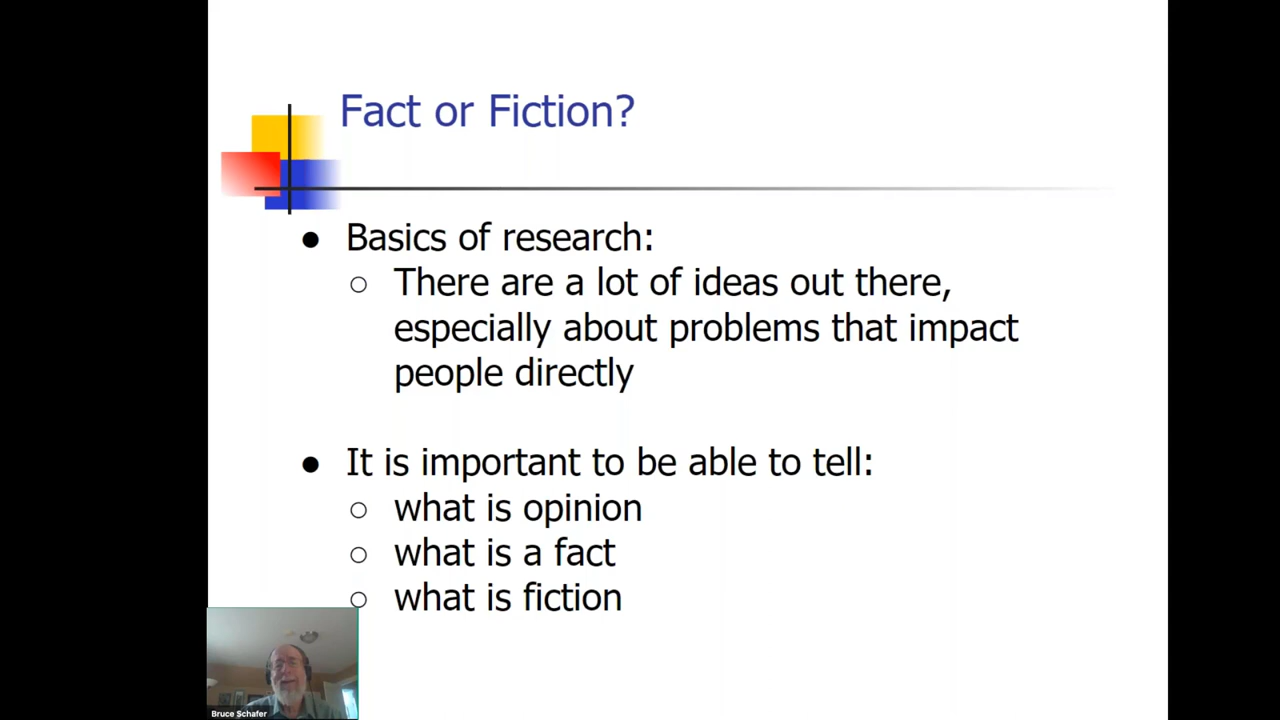 Fact or Fiction?
● Basics of research:
○ There are a lot of ideas out there,
especially about problems that impact
people directly
● It is important to be able to tell:
○ what is opinion
○ what is a fact
○ what is fiction
Bruce Schafer